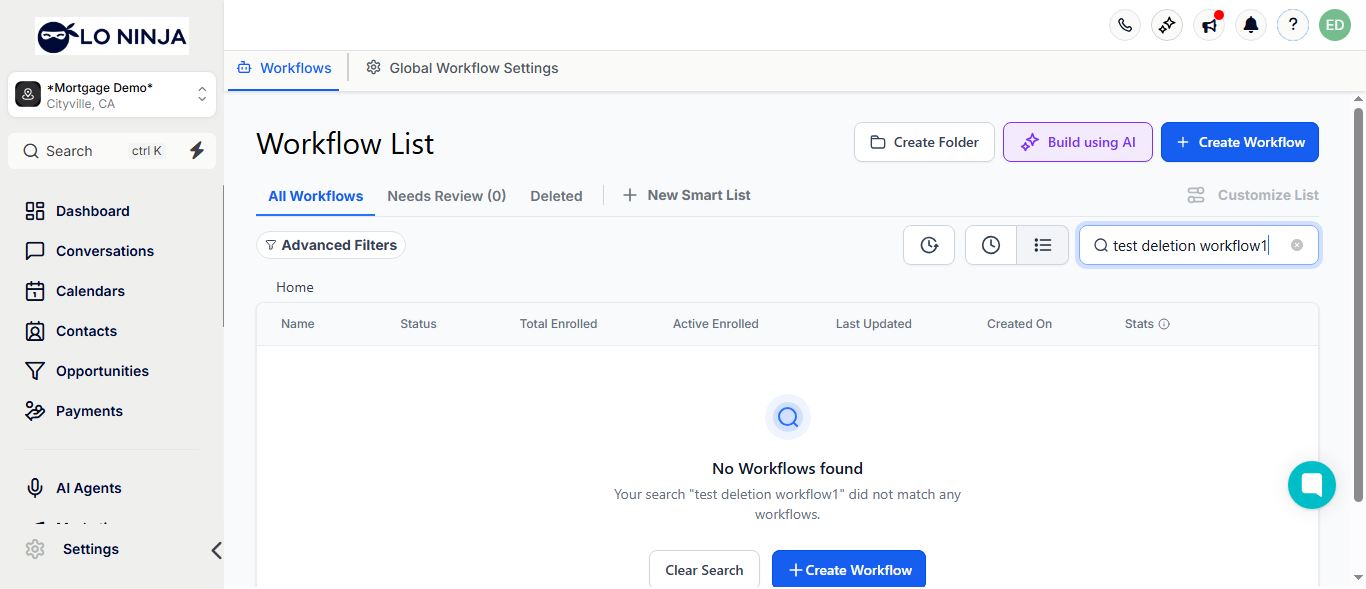 LO NINJA
*Mortgage Demo*
Cityville, CA
Search ctrl K
Dashboard
Conversations
Calendars
Contacts
Opportunities
Payments
AI Agents
Settings
?
ED
Workflows
Global Workflow Settings
Workflow List
Create Folder
Build using AI
+ Create Workflow
All Workflows
Needs Review (0)
Deleted
+ New Smart List
Customize List
Advanced Filters
test deletion workflow1
Home
Name Status Total Enrolled Active Enrolled Last Updated Created On Stats
No Workflows found
Your search "test deletion workflow1" did not match any
workflows.
Clear Search
+ Create Workflow